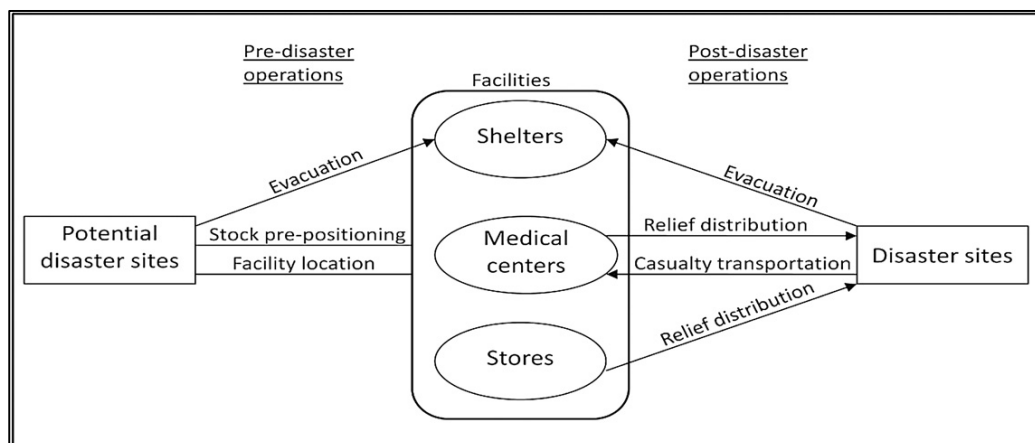 Pre-disaster
operations
Post-disaster
operations
Facilities
Shelters
Evacuation
Evacuation
Potential
disaster sites
Stock pre-positioning
Facility location
Medical
centers
Relief distribution
Casualty transportation
Disaster sites
Relief distribution
Stores